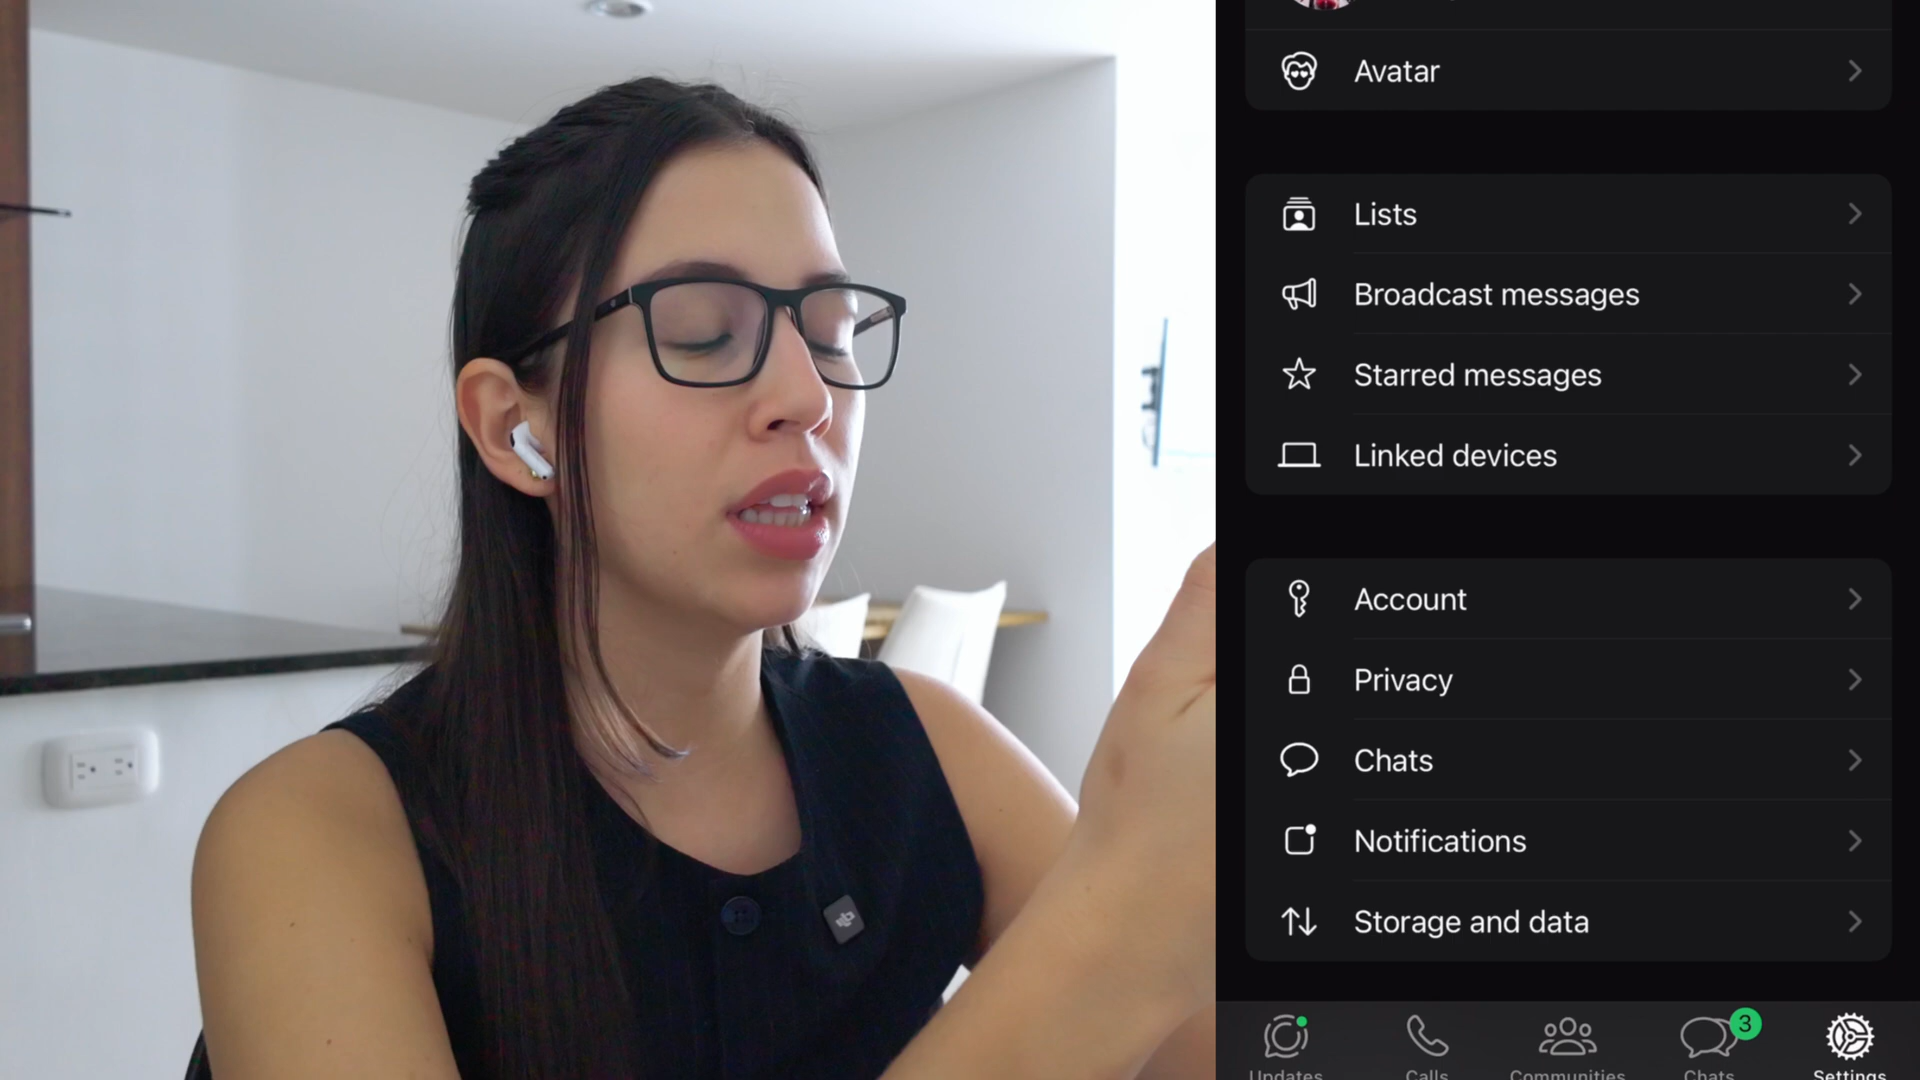 Avatar
Lists
Broadcast messages
Starred messages
Linked devices
Account
Privacy
Chats
Notifications
Storage and data
3
Updates
Calls
Communities
Chats
Settings